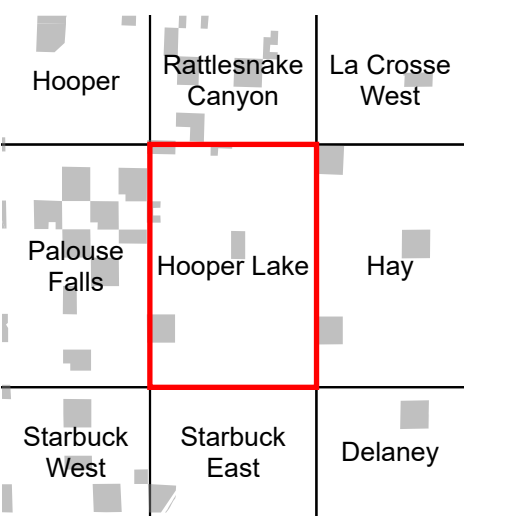 Hooper
Rattlesnake
Canyon
La Crosse
West
Palouse
Falls
Hooper Lake
Hay
Starbuck
West
Starbuck
East
Delaney